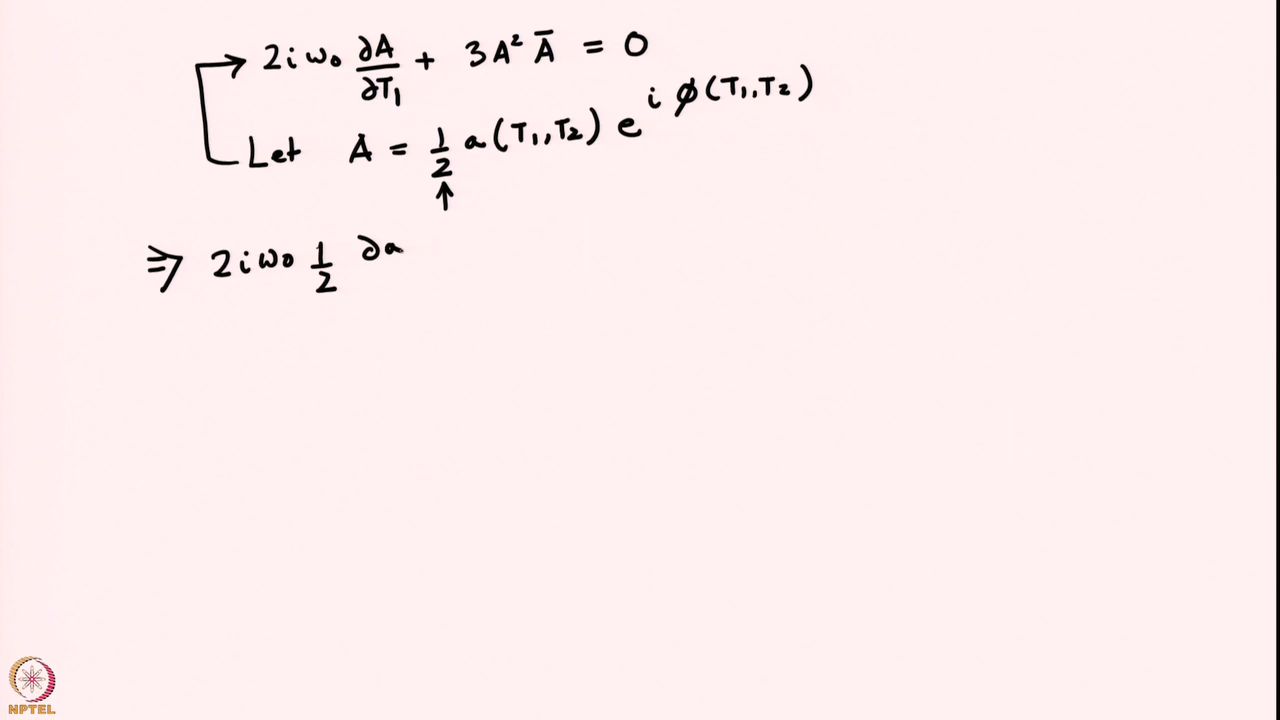 2iω₀ ∂A/∂T₁ + 3A² Ā = 0
Let A = 1/2 a(T₁,T₂) e^{iϕ(T₁,T₂)}
⇒ 2iω₀ 1/2 ∂a
NPTEL